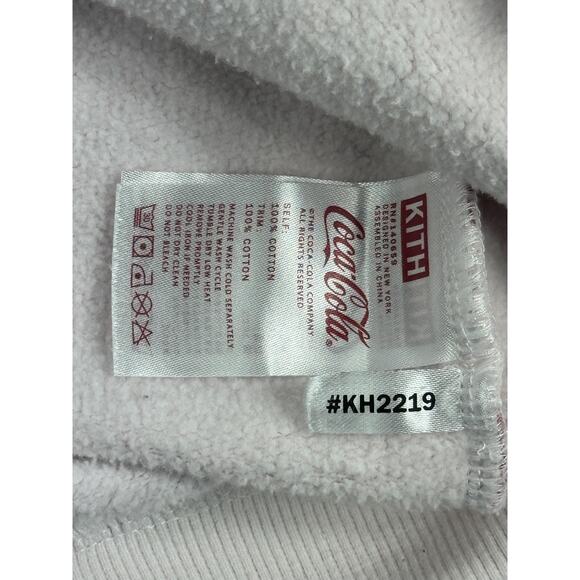 KITH
RN#140659
DESIGNED IN NEW YORK
ASSEMBLED IN CHINA
Coca-Cola®
©THE COCA-COLA COMPANY
ALL RIGHTS RESERVED
SELF:
100% COTTON
TRIM:
100% COTTON
MACHINE WASH COLD SEPARATELY
GENTLE WASH CYCLE
TUMBLE DRY LOW HEAT
REMOVE PROMPTLY
COOL IRON IF NEEDED
DO NOT DRY CLEAN
DO NOT BLEACH
30
#KH2219